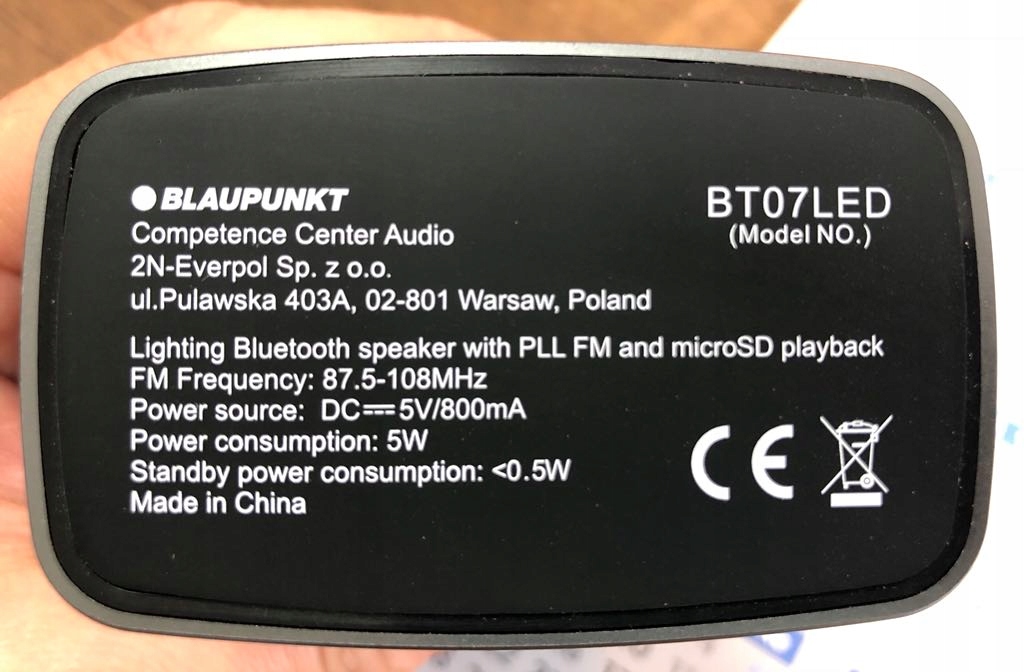 BLAUPUNKT
Competence Center Audio
2N-Everpol Sp. z o.o.
ul.Pulawska 403A, 02-801 Warsaw, Poland
BT07LED
(Model NO.)
Lighting Bluetooth speaker with PLL FM and microSD playback
FM Frequency: 87.5-108MHz
Power source: DC⎓5V/800mA
Power consumption: 5W
Standby power consumption: <0.5W
Made in China
CE